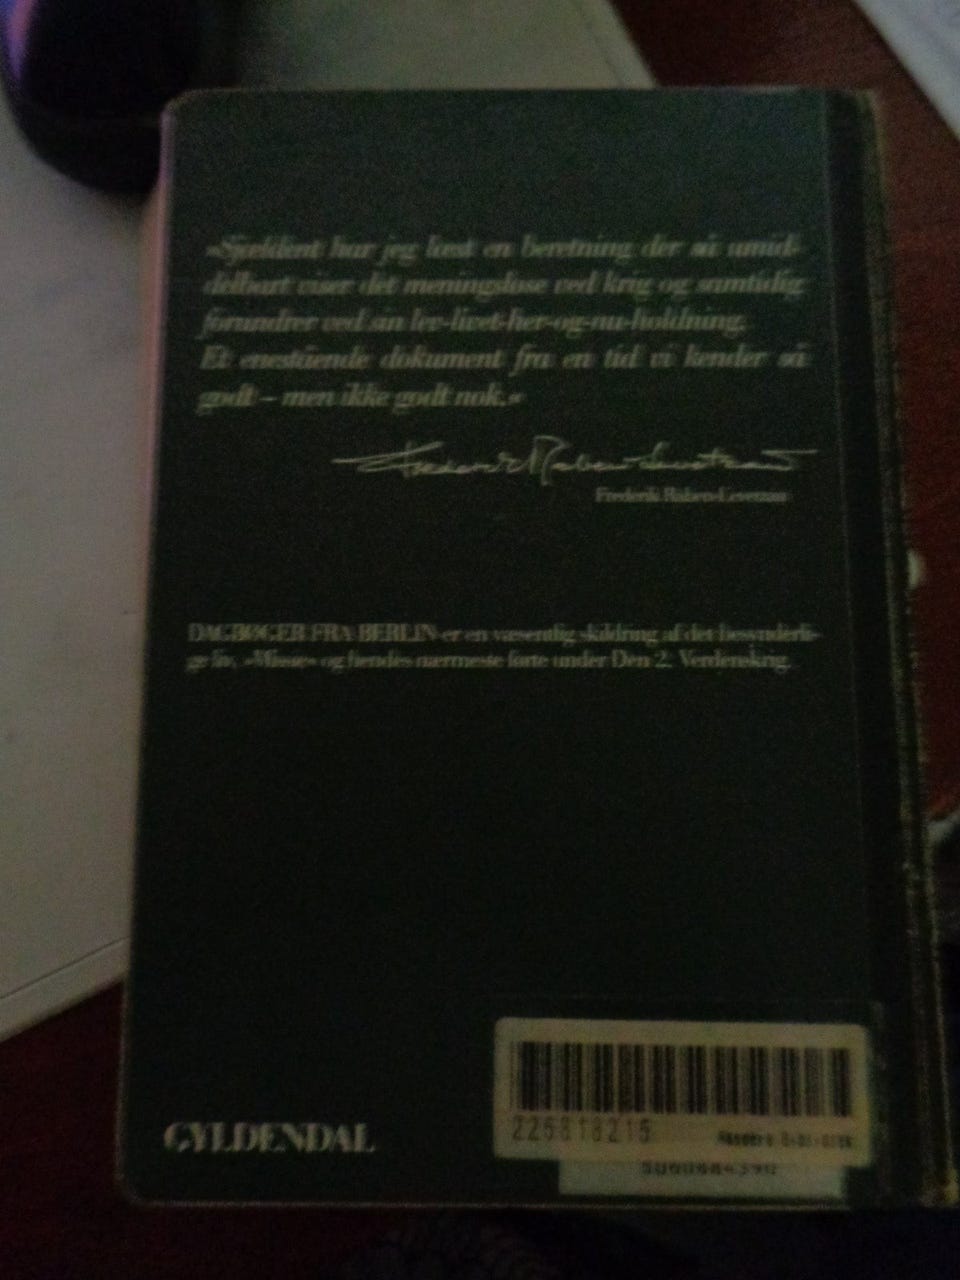 »Sjældent har jeg læst en beretning der så umid-
delbart viser det meningsløse ved krig og samtidig
forundrer ved sin lev-livet-her-og-nu-holdning.
Et enestående dokument fra en tid vi kender så
godt – men ikke godt nok.«
Frederik Raben-Levetzau
DAGBØGER FRA BERLIN er en væsentlig skildring af det besynderli-
ge liv, »Missie« og hendes nærmeste førte under Den 2. Verdenskrig.
225818215
GYLDENDAL